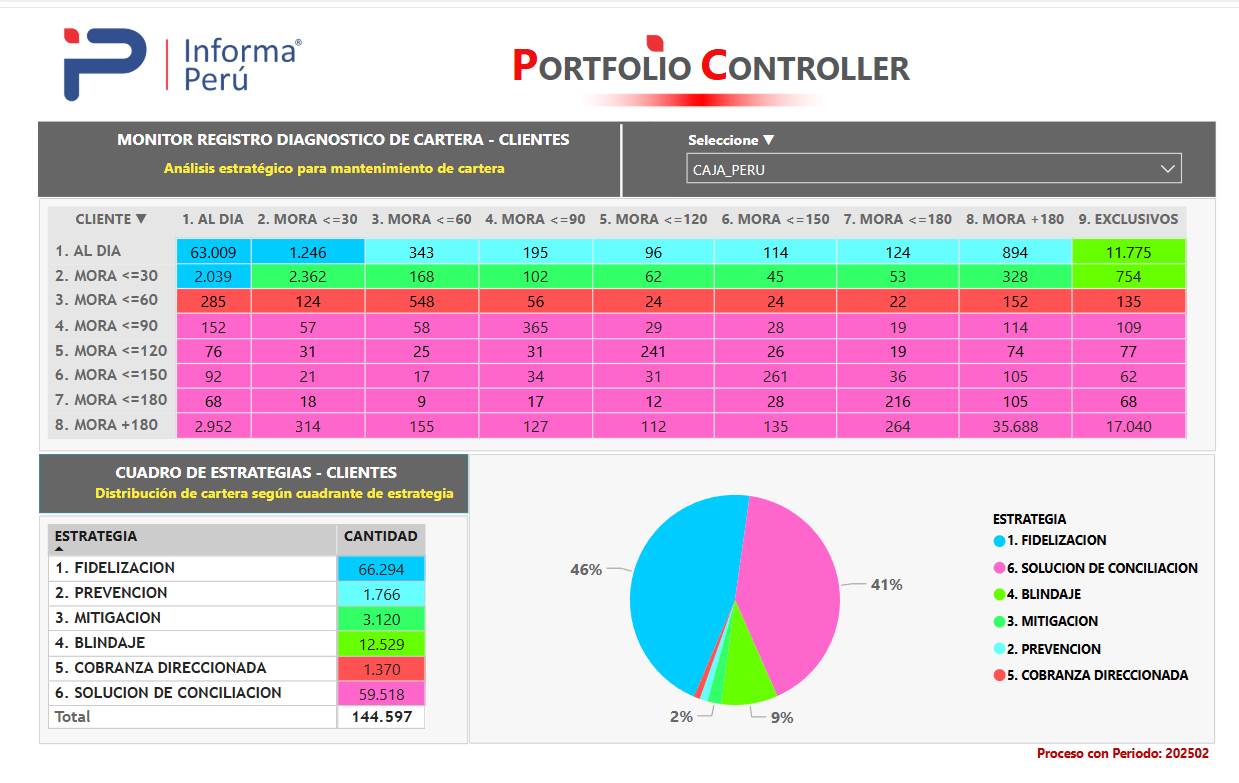 Informa®
Perú
PORTFOLIO CONTROLLER
MONITOR REGISTRO DIAGNOSTICO DE CARTERA - CLIENTES
Análisis estratégico para mantenimiento de cartera
Seleccione ▼
CAJA_PERU
CLIENTE ▼ 1. AL DIA 2. MORA <=30 3. MORA <=60 4. MORA <=90 5. MORA <=120 6. MORA <=150 7. MORA <=180 8. MORA +180 9. EXCLUSIVOS
1. AL DIA 63.009 1.246 343 195 96 114 124 894 11.775
2. MORA <=30 2.039 2.362 168 102 62 45 53 328 754
3. MORA <=60 285 124 548 56 24 24 22 152 135
4. MORA <=90 152 57 58 365 29 28 19 114 109
5. MORA <=120 76 31 25 31 241 26 19 74 77
6. MORA <=150 92 21 17 34 31 261 36 105 62
7. MORA <=180 68 18 9 17 12 28 216 105 68
8. MORA +180 2.952 314 155 127 112 135 264 35.688 17.040
CUADRO DE ESTRATEGIAS - CLIENTES
Distribución de cartera según cuadrante de estrategia
ESTRATEGIA CANTIDAD
1. FIDELIZACION 66.294
2. PREVENCION 1.766
3. MITIGACION 3.120
4. BLINDAJE 12.529
5. COBRANZA DIRECCIONADA 1.370
6. SOLUCION DE CONCILIACION 59.518
Total 144.597
46%
41%
2%
9%
ESTRATEGIA
1. FIDELIZACION
6. SOLUCION DE CONCILIACION
4. BLINDAJE
3. MITIGACION
2. PREVENCION
5. COBRANZA DIRECCIONADA
Proceso con Periodo: 202502